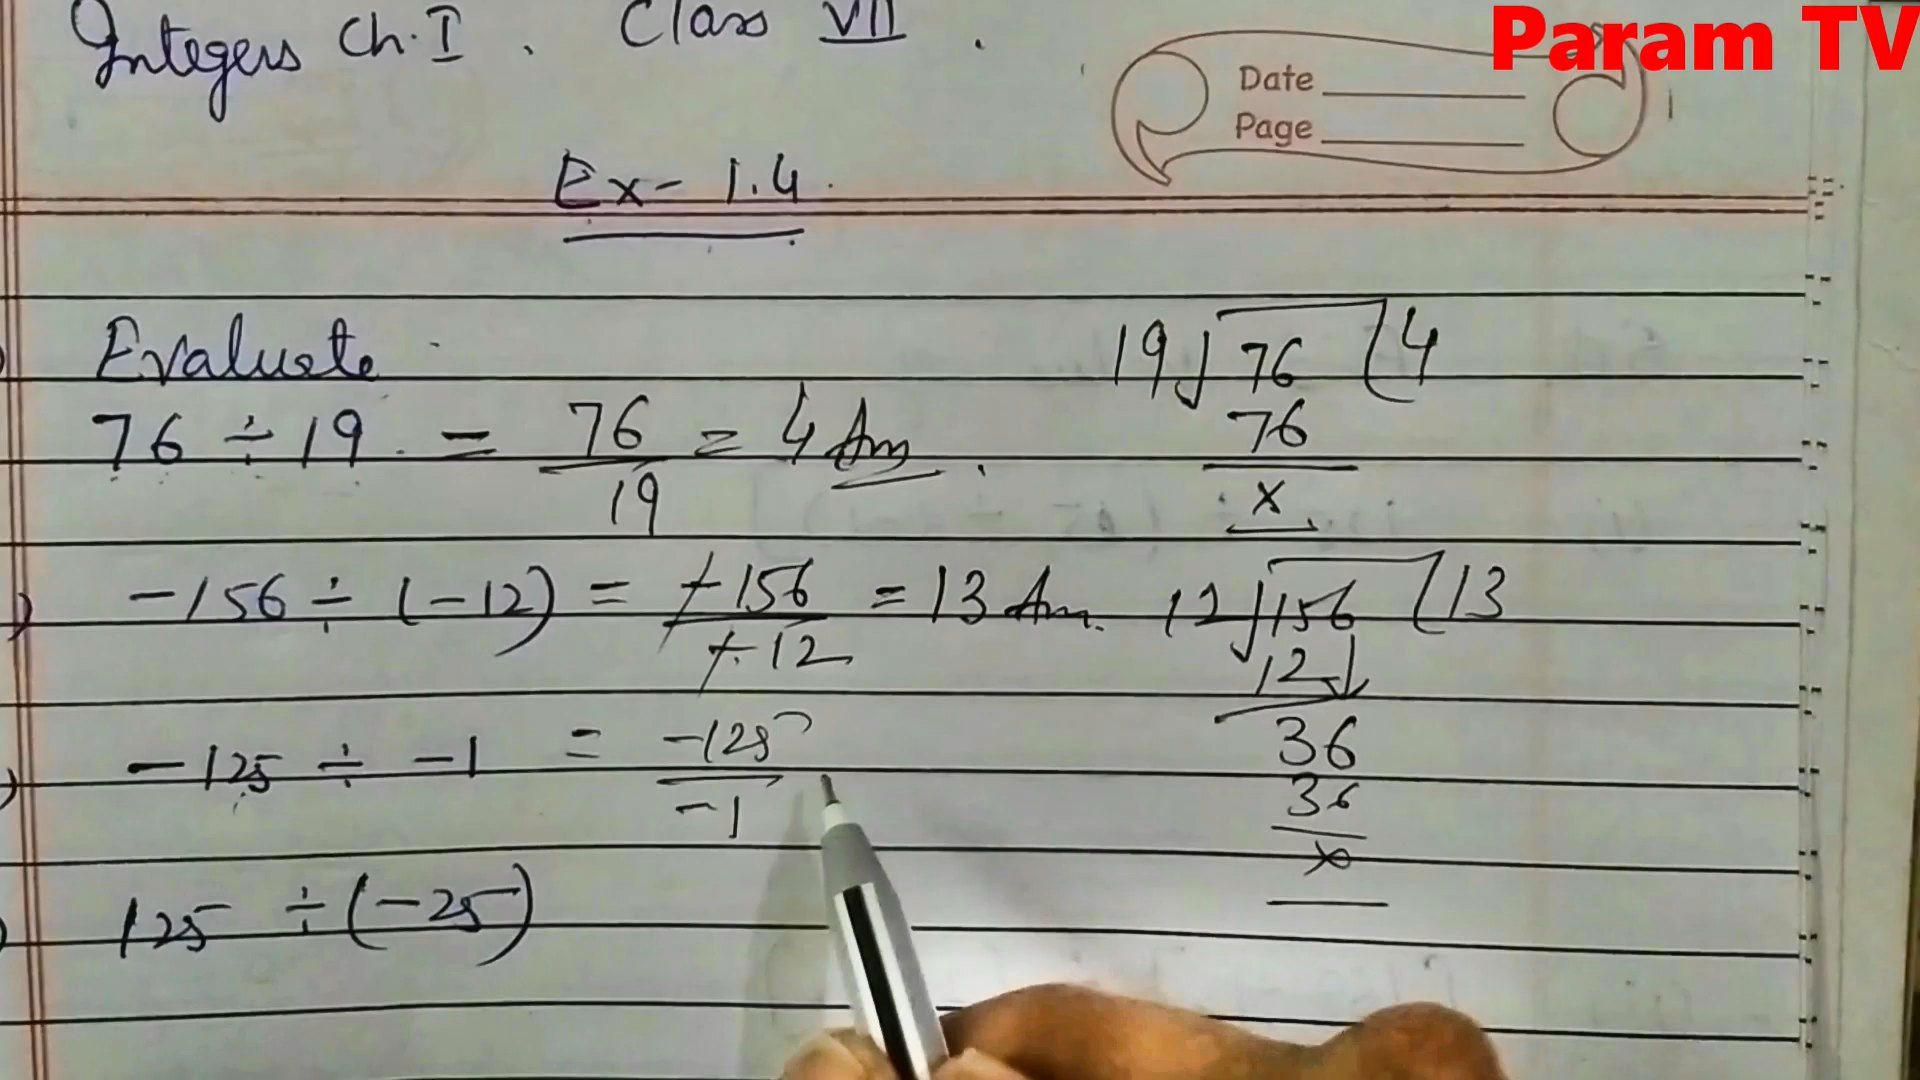 Integers Ch. I. Class VII.
Param TV
Date
Page
Ex- 1.4.
Evaluate
76 ÷ 19 = 76/19 = 4 Ans.
19) 76 ( 4
76
x
-156 ÷ (-12) = -156/-12 = 13 Ans.
12) 156 ( 13
12↓
36
36
x
-125 ÷ -1 = -125/-1
125 ÷ (-25)